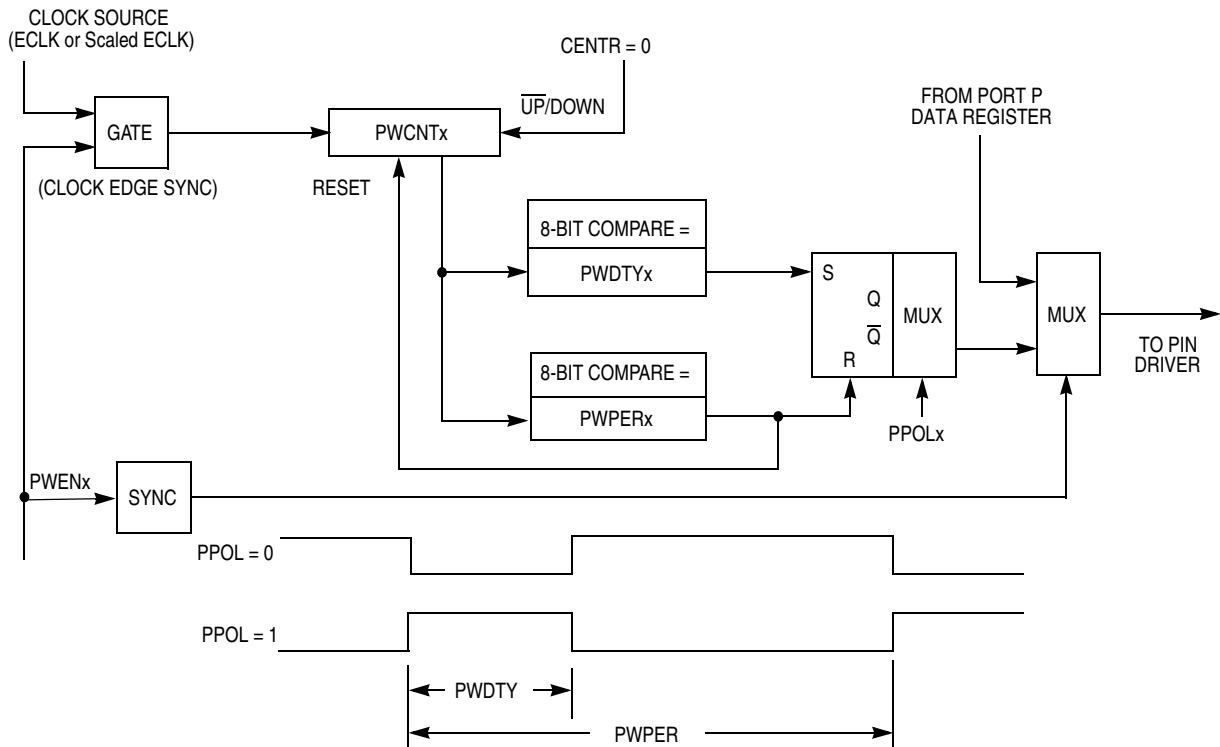 CLOCK SOURCE
(ECLK or Scaled ECLK)
CENTR = 0
U̅P̅/DOWN
FROM PORT P
DATA REGISTER
GATE
PWCNTx
(CLOCK EDGE SYNC)
RESET
8-BIT COMPARE =
PWDTYx
S
Q
Q̅
R
MUX
MUX
TO PIN
DRIVER
8-BIT COMPARE =
PWPERx
PPOLx
PWENx
SYNC
PPOL = 0
PPOL = 1
PWDTY
PWPER